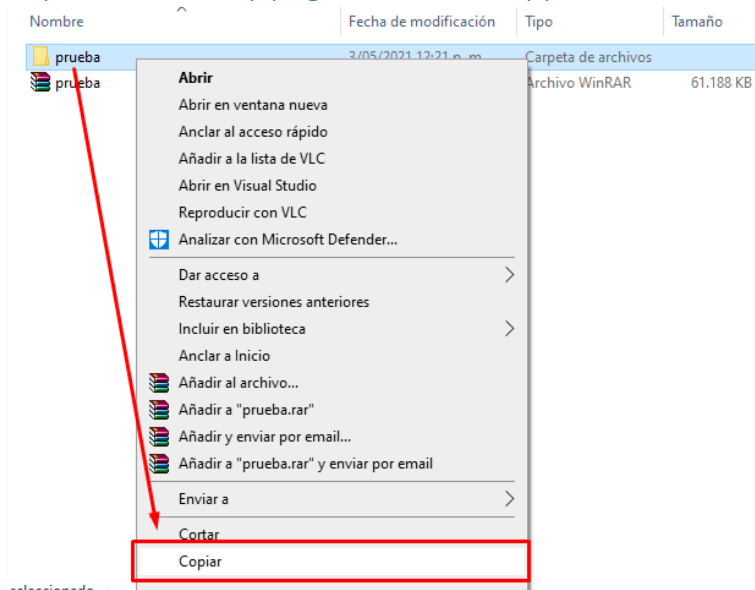 Nombre Fecha de modificación Tipo Tamaño
prueba 3/05/2021 12:21 p. m. Carpeta de archivos
prueba Archivo WinRAR 61.188 KB
Abrir
Abrir en ventana nueva
Anclar al acceso rápido
Añadir a la lista de VLC
Abrir en Visual Studio
Reproducir con VLC
Analizar con Microsoft Defender...
Dar acceso a
Restaurar versiones anteriores
Incluir en biblioteca
Anclar a Inicio
Añadir al archivo...
Añadir a "prueba.rar"
Añadir y enviar por email...
Añadir a "prueba.rar" y enviar por email
Enviar a
Cortar
Copiar